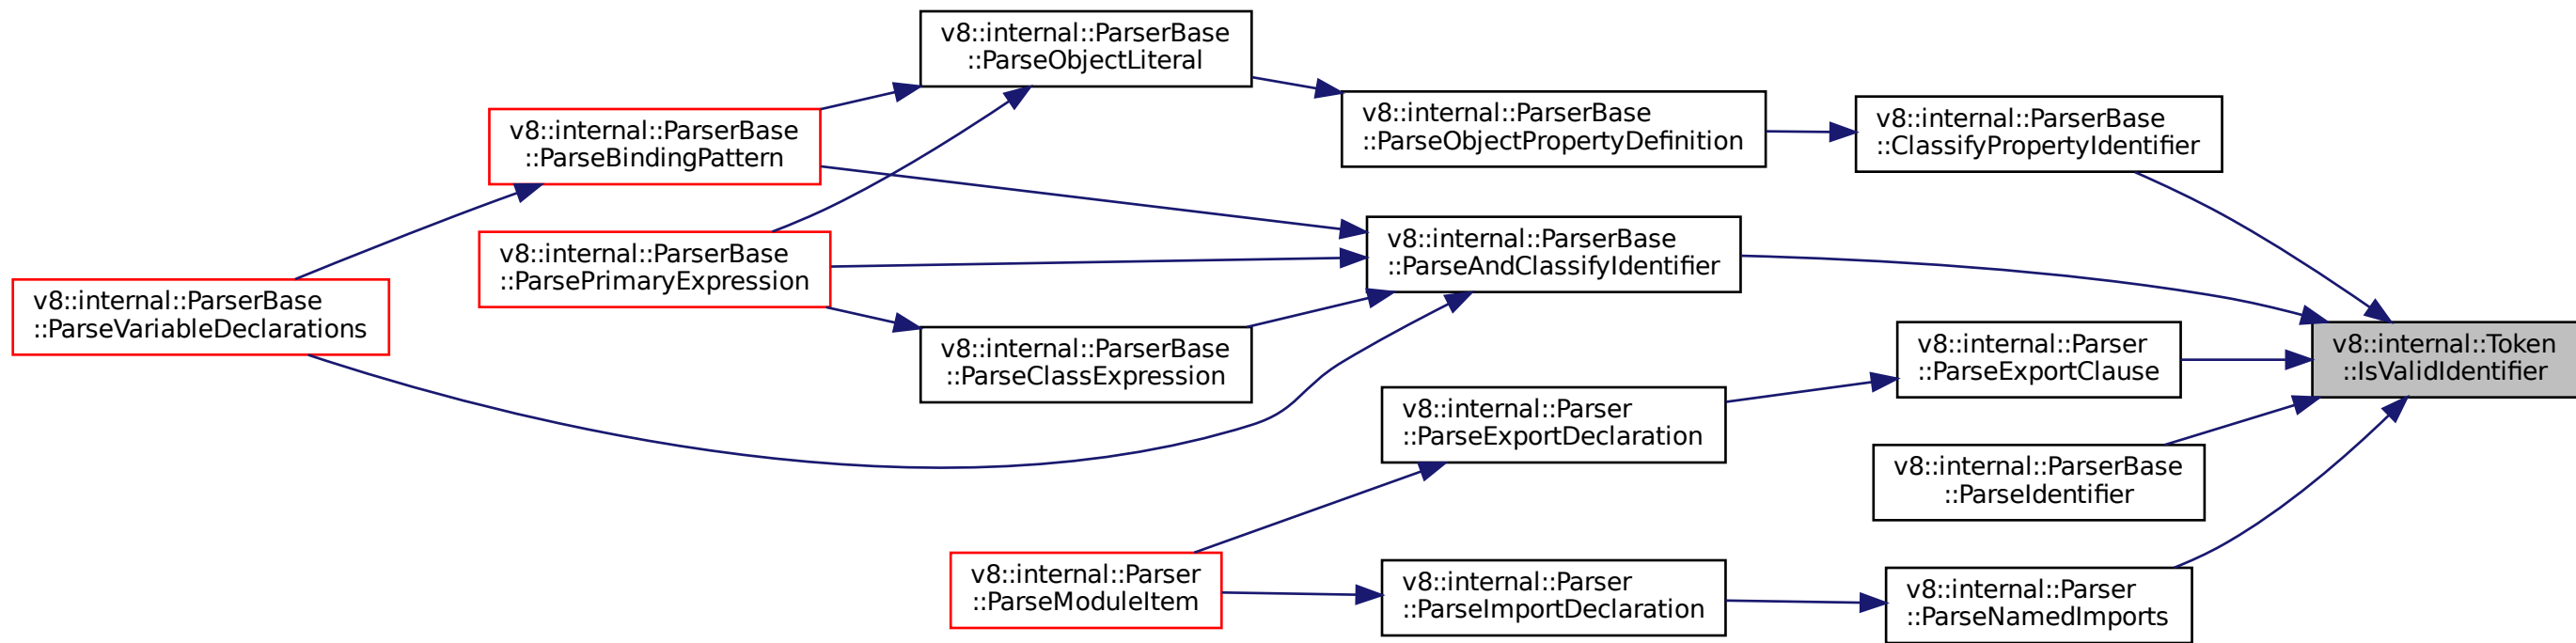 v8::internal::ParserBase
::ParseObjectLiteral
v8::internal::ParserBase
::ParseBindingPattern
v8::internal::ParserBase
::ParseObjectPropertyDefinition
v8::internal::ParserBase
::ClassifyPropertyIdentifier
v8::internal::ParserBase
::ParsePrimaryExpression
v8::internal::ParserBase
::ParseAndClassifyIdentifier
v8::internal::ParserBase
::ParseVariableDeclarations
v8::internal::ParserBase
::ParseClassExpression
v8::internal::Parser
::ParseExportClause
v8::internal::Token
::IsValidIdentifier
v8::internal::Parser
::ParseExportDeclaration
v8::internal::ParserBase
::ParseIdentifier
v8::internal::Parser
::ParseModuleItem
v8::internal::Parser
::ParseImportDeclaration
v8::internal::Parser
::ParseNamedImports